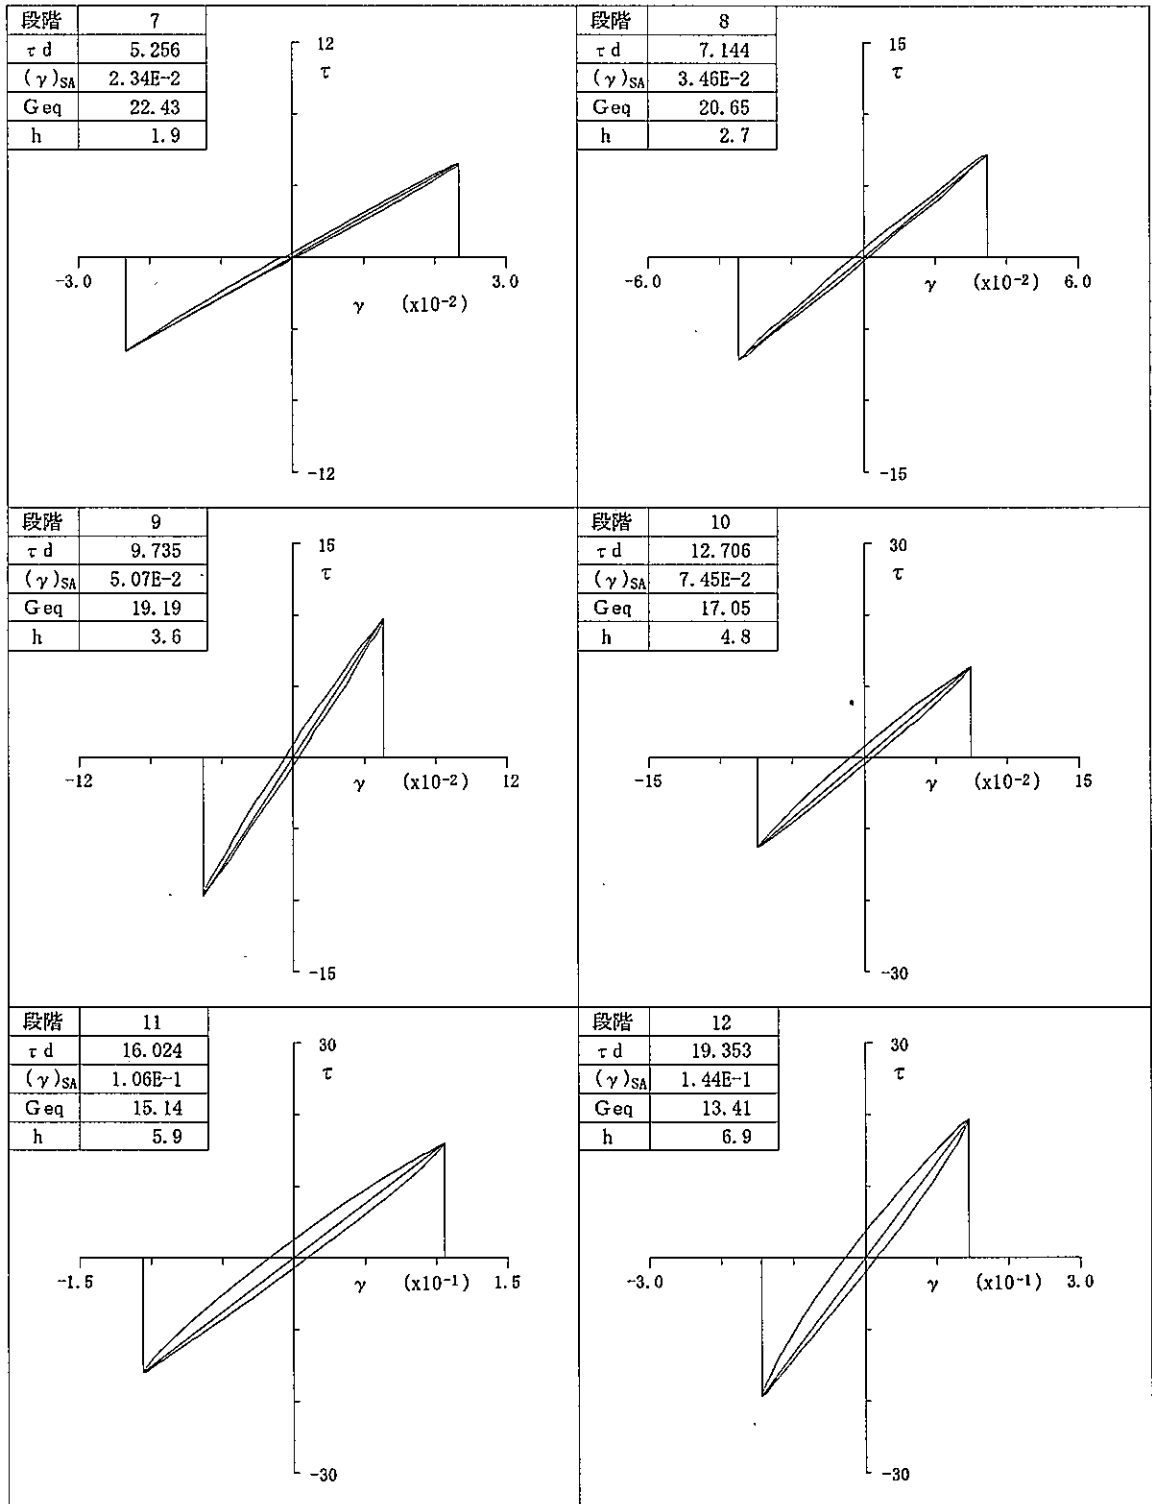 段階 7
τd 5.256
(γ)SA 2.34E-2
Geq 22.43
h 1.9
12
τ
-3.0
3.0
γ (x10-2)
-12
段階 8
τd 7.144
(γ)SA 3.46E-2
Geq 20.65
h 2.7
15
τ
-6.0
γ (x10-2) 6.0
-15
段階 9
τd 9.735
(γ)SA 5.07E-2
Geq 19.19
h 3.6
15
τ
-12
γ (x10-2) 12
-15
段階 10
τd 12.706
(γ)SA 7.45E-2
Geq 17.05
h 4.8
30
τ
-15
γ (x10-2) 15
-30
段階 11
τd 16.024
(γ)SA 1.06E-1
Geq 15.14
h 5.9
30
τ
-1.5
γ (x10-1) 1.5
-30
段階 12
τd 19.353
(γ)SA 1.44E-1
Geq 13.41
h 6.9
30
τ
-3.0
γ (x10-1) 3.0
-30